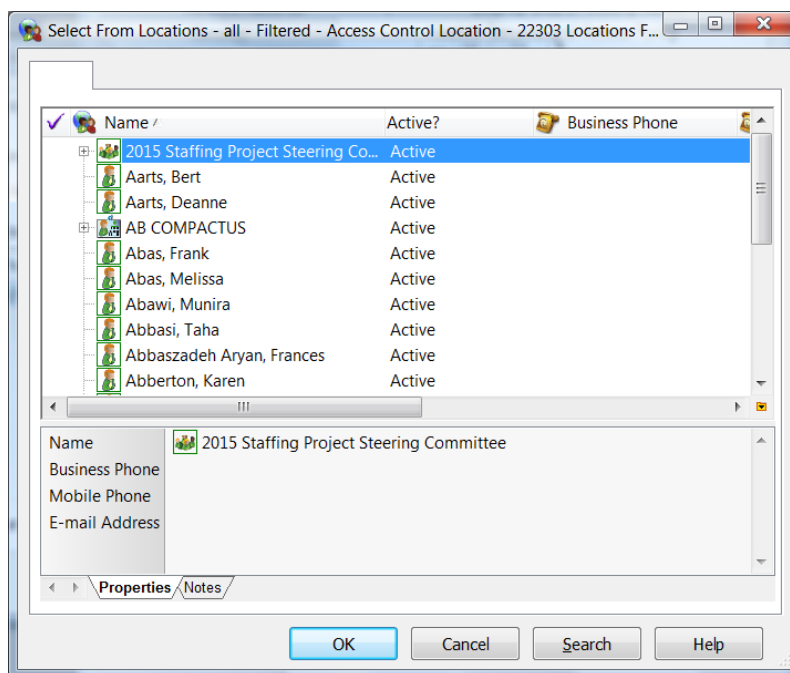 Select From Locations - all - Filtered - Access Control Location - 22303 Locations F...
Name Active? Business Phone
2015 Staffing Project Steering Co... Active
Aarts, Bert Active
Aarts, Deanne Active
AB COMPACTUS Active
Abas, Frank Active
Abas, Melissa Active
Abawi, Munira Active
Abbasi, Taha Active
Abbaszadeh Aryan, Frances Active
Abberton, Karen Active
Name 2015 Staffing Project Steering Committee
Business Phone
Mobile Phone
E-mail Address
Properties Notes
OK Cancel Search Help